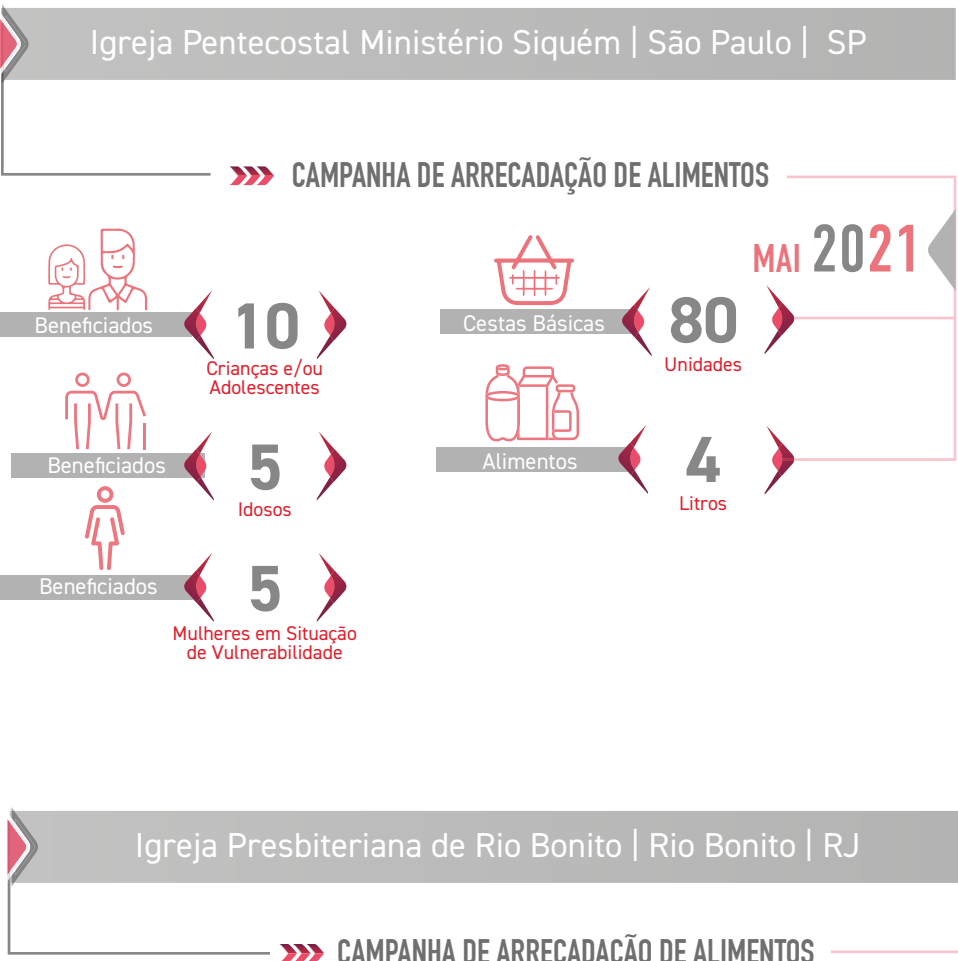 Igreja Pentecostal Ministério Siquém | São Paulo | SP
CAMPANHA DE ARRECADAÇÃO DE ALIMENTOS
MAI 2021
Beneficiados
10
Crianças e/ou
Adolescentes
Beneficiados
5
Idosos
Beneficiados
5
Mulheres em Situação
de Vulnerabilidade
Cestas Básicas
80
Unidades
Alimentos
4
Litros
Igreja Presbiteriana de Rio Bonito | Rio Bonito | RJ
CAMPANHA DE ARRECADAÇÃO DE ALIMENTOS